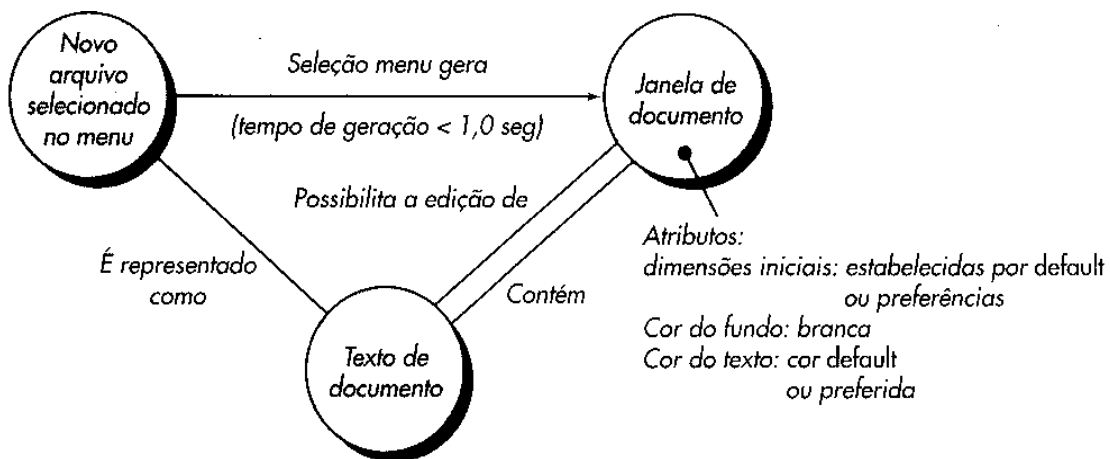 Novo
arquivo
selecionado
no menu
Seleção menu gera
(tempo de geração < 1,0 seg)
Janela de
documento
Possibilita a edição de
É representado
como
Contém
Texto de
documento
Atributos:
dimensões iniciais: estabelecidas por default
ou preferências
Cor do fundo: branca
Cor do texto: cor default
ou preferida